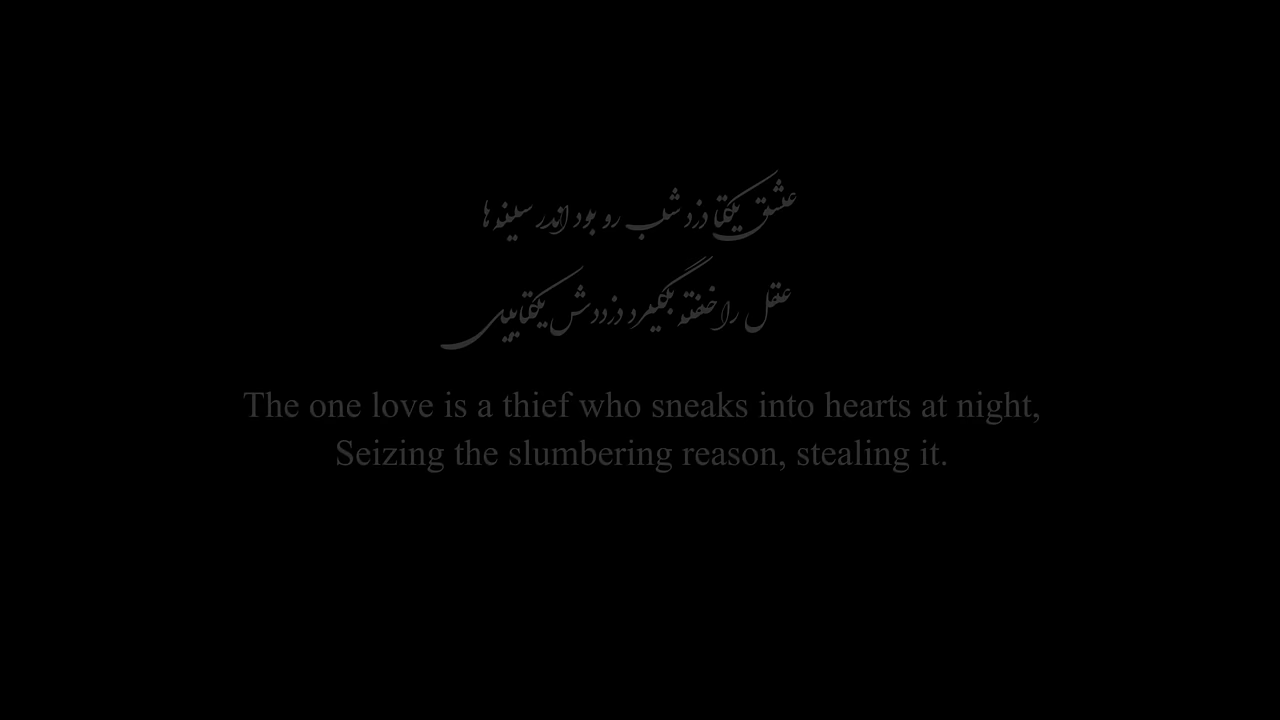 عشق یکتا دزد شب رو بود اندر سینه ها
عقل را خفته بگیرد دزددش یکتاییی
The one love is a thief who sneaks into hearts at night,
Seizing the slumbering reason, stealing it.